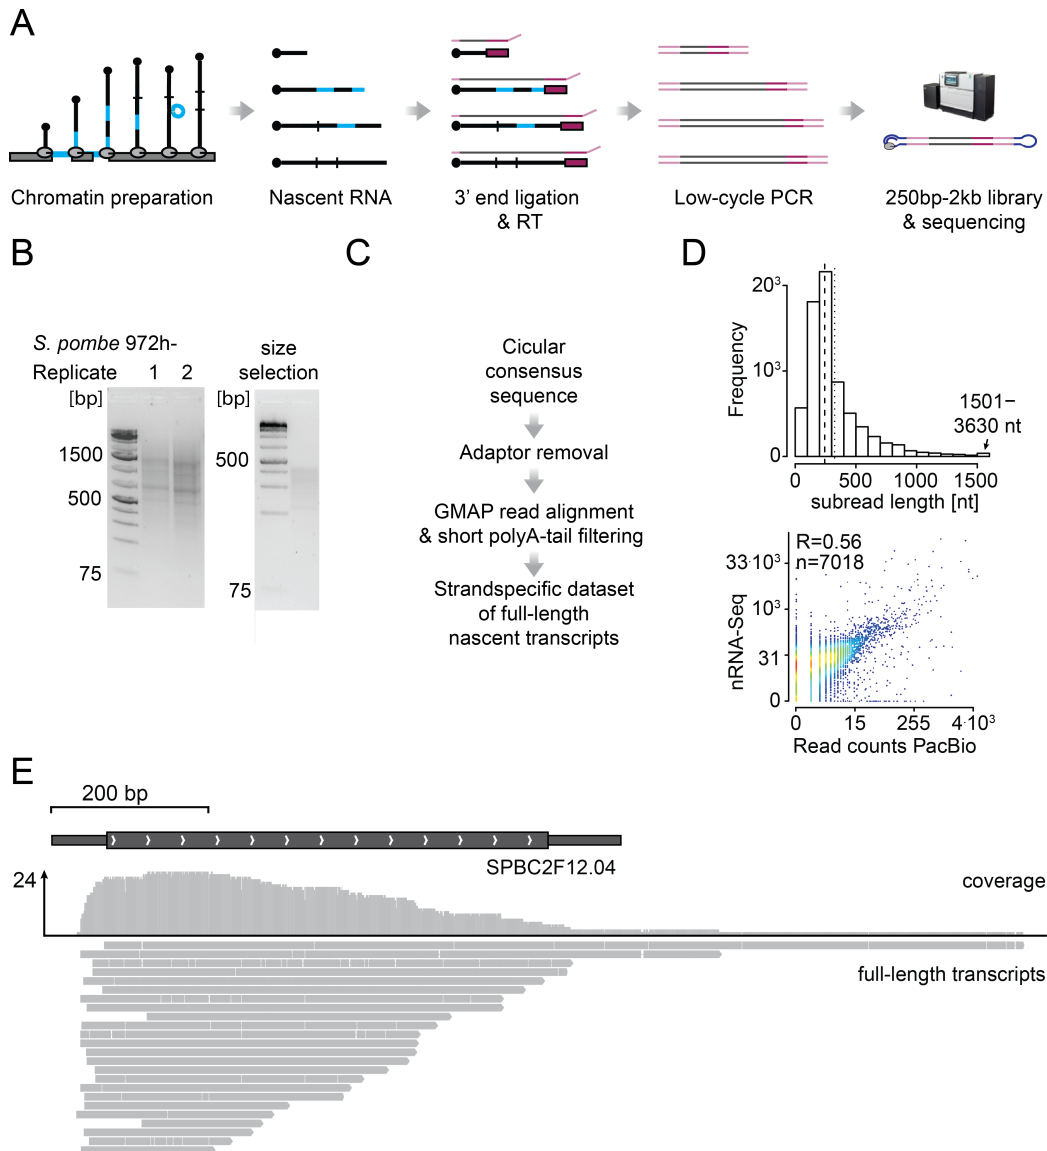 A
Chromatin preparation
Nascent RNA
3' end ligation
& RT
Low-cycle PCR
250bp-2kb library
& sequencing
B
S. pombe 972h-
Replicate 1 2
[bp]
1500
500
75
size
selection
[bp]
500
75
C
Cicular
consensus
sequence
Adaptor removal
GMAP read alignment
& short polyA-tail filtering
Strandspecific dataset
of full-length
nascent transcripts
D
Frequency
20³
10³
0
1501–
3630 nt
0 500 1000 1500
subread length [nt]
R=0.56
n=7018
nRNA-Seq
33·10³
10³
31
0
0 15 255 4·10³
Read counts PacBio
E
200 bp
SPBC2F12.04
24
coverage
full-length transcripts